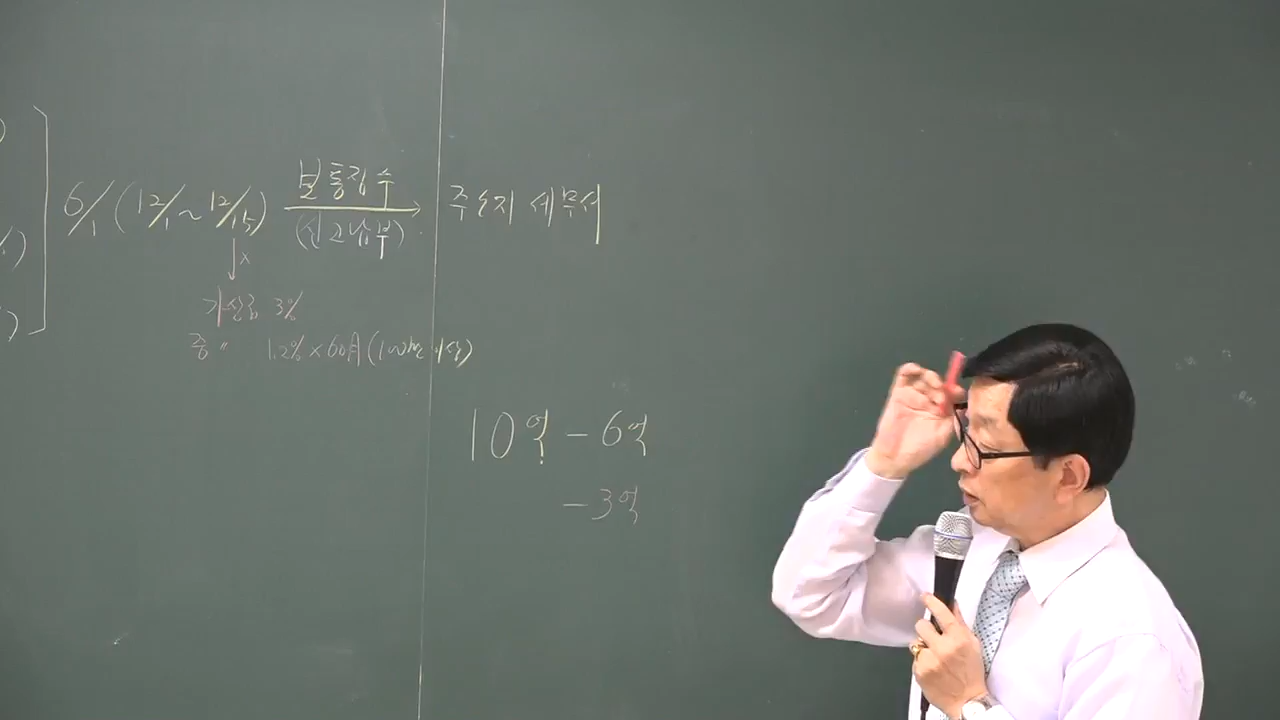 6/1 (12/1 ~ 12/15) 보통징수 주소지 세무서
(신고납부)
x
가산금 3%
중 〃 1.2% × 60月 (100만 이상)
10억 - 6억
- 3억